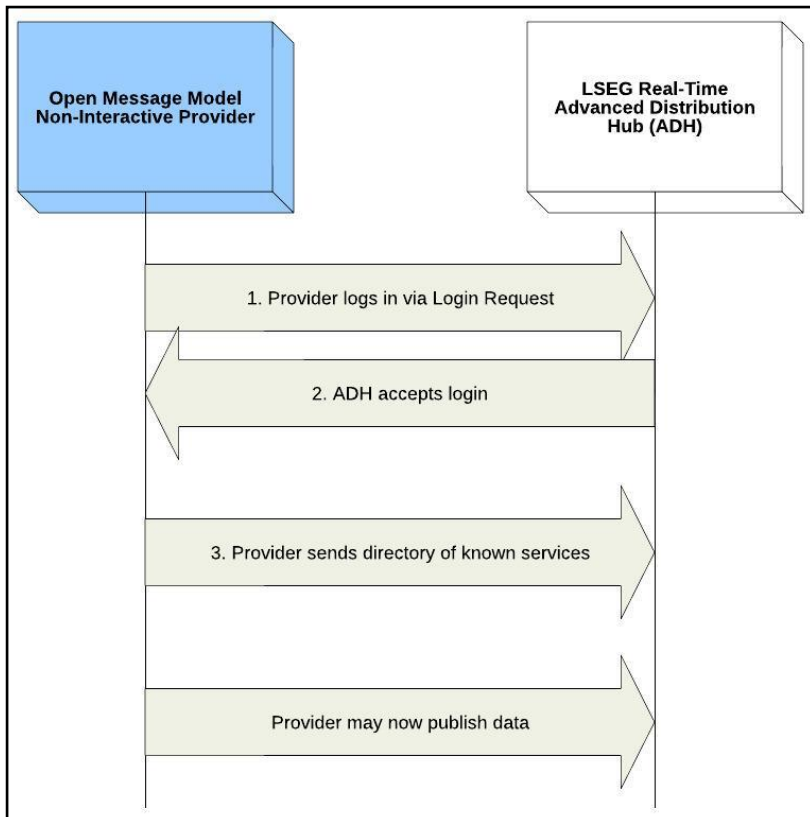 Open Message Model
Non-Interactive Provider
LSEG Real-Time
Advanced Distribution
Hub (ADH)
1. Provider logs in via Login Request
2. ADH accepts login
3. Provider sends directory of known services
Provider may now publish data